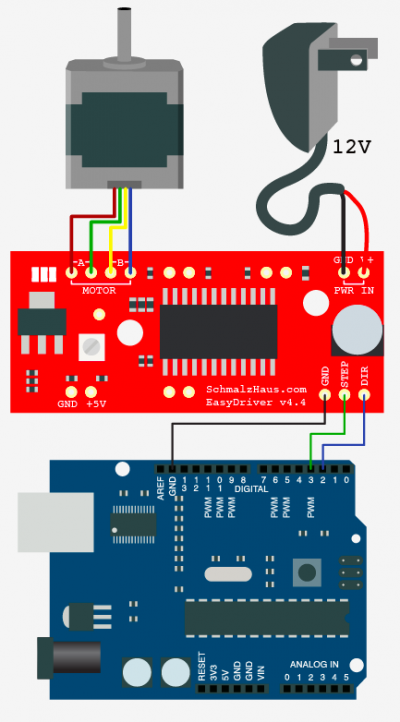 12V
GND V+
-A- -B-
MOTOR
PWR IN
SchmalzHaus.com
EasyDriver v4.4
GND +5V
GND
STEP
DIR
AREF
GND
13
12
11
10
9
8
7 6 5 4 3 2 1 0
DIGITAL
PWM
PWM
PWM
PWM
PWM
PWM
RESET
3V3
5V
GND
GND
VIN
ANALOG IN
0 1 2 3 4 5